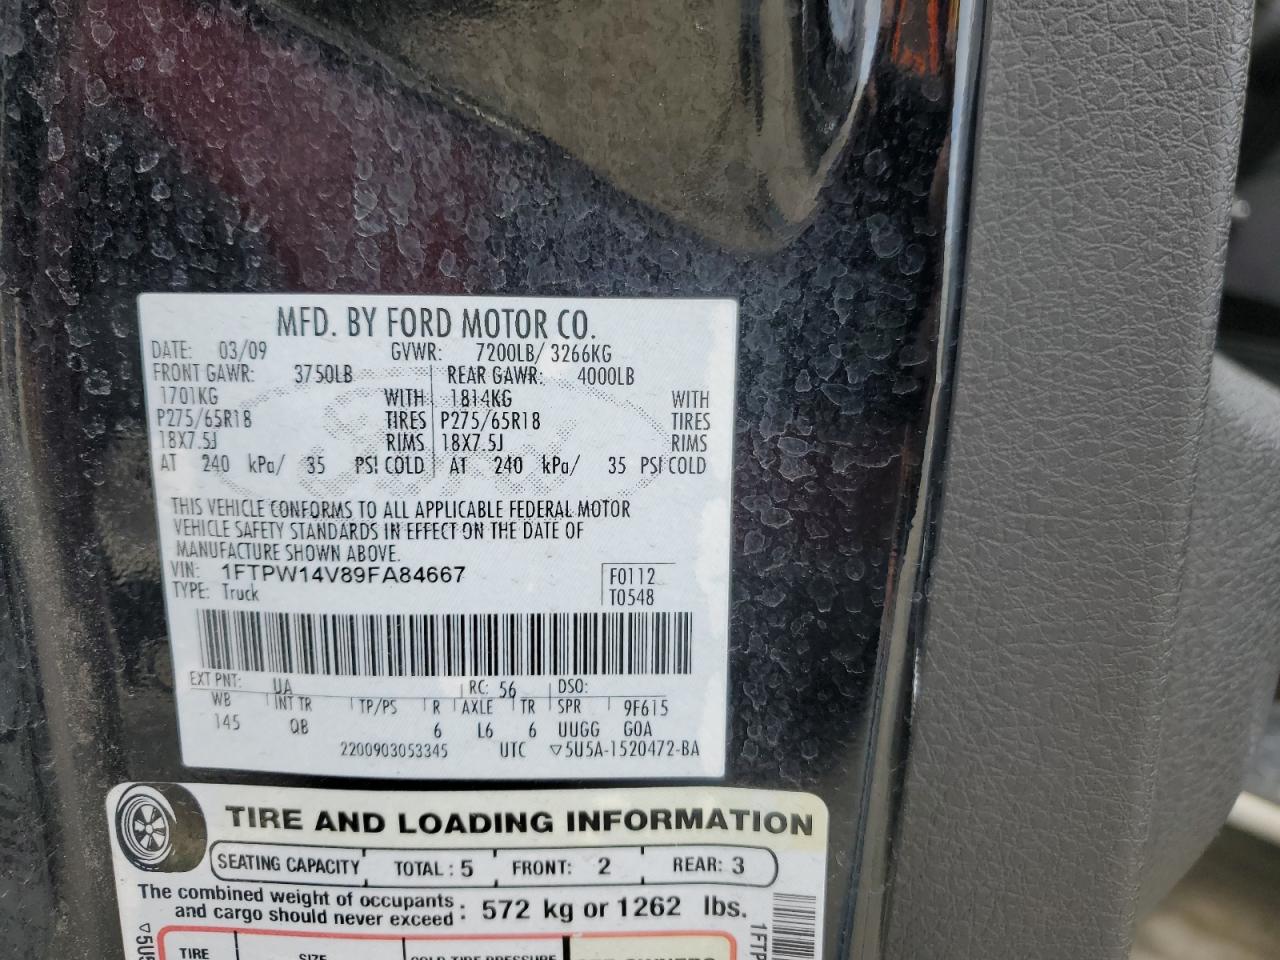 MFD. BY FORD MOTOR CO.
DATE: 03/09 GVWR: 7200LB/ 3266KG
FRONT GAWR: 3750LB REAR GAWR: 4000LB
1701KG WITH 1814KG WITH
P275/65R18 TIRES P275/65R18 TIRES
18X7.5J RIMS 18X7.5J RIMS
AT 240 kPa/ 35 PSI COLD AT 240 kPa/ 35 PSI COLD
THIS VEHICLE CONFORMS TO ALL APPLICABLE FEDERAL MOTOR
VEHICLE SAFETY STANDARDS IN EFFECT ON THE DATE OF
MANUFACTURE SHOWN ABOVE.
VIN: 1FTPW14V89FA84667 F0112
TYPE: Truck T0548
EXT PNT: UA RC: 56 DSO:
WB INT TR TP/PS R AXLE TR SPR 9F615
145 QB 6 L6 6 UUGG GOA
2200903053345 UTC ▽5U5A-1520472-BA
TIRE AND LOADING INFORMATION
SEATING CAPACITY TOTAL : 5 FRONT: 2 REAR: 3
The combined weight of occupants
and cargo should never exceed : 572 kg or 1262 lbs.
TIRE SIZE COLD TIRE PRESSURE
1FTP